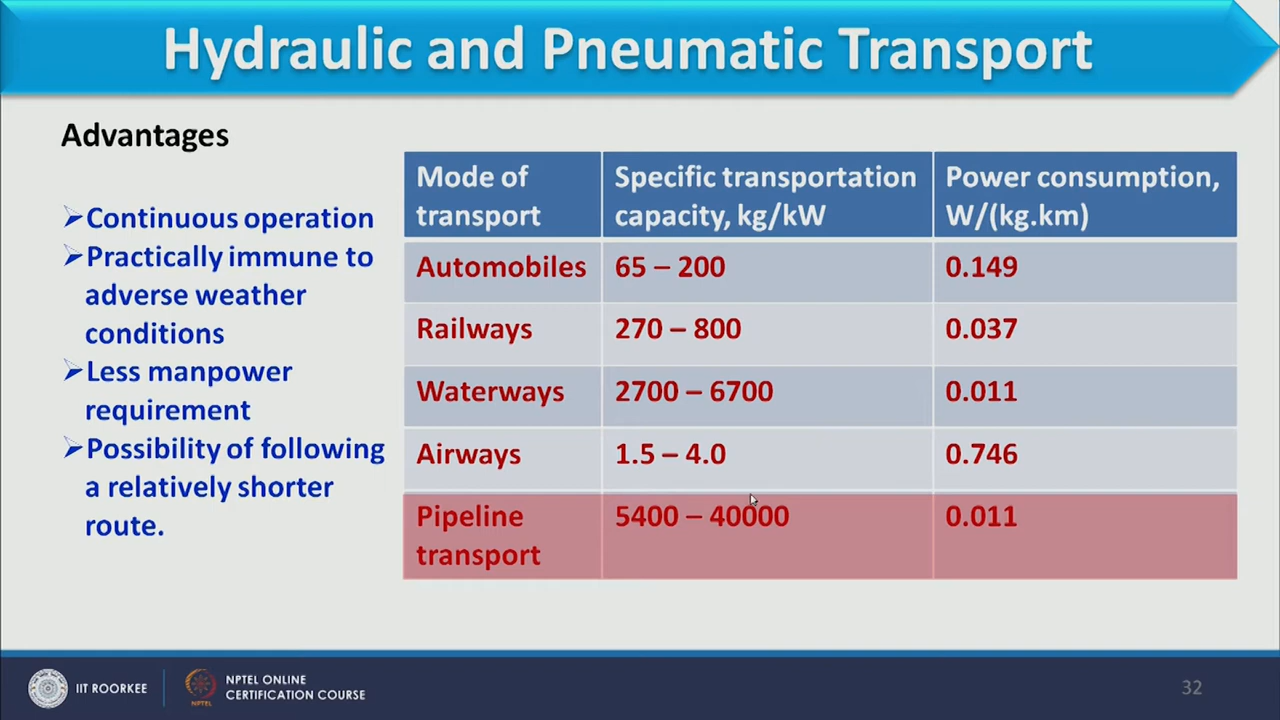 Hydraulic and Pneumatic Transport
Advantages
Continuous operation
Practically immune to
adverse weather
conditions
Less manpower
requirement
Possibility of following
a relatively shorter
route.
Mode of transport | Specific transportation capacity, kg/kW | Power consumption, W/(kg.km)
Automobiles | 65 – 200 | 0.149
Railways | 270 – 800 | 0.037
Waterways | 2700 – 6700 | 0.011
Airways | 1.5 – 4.0 | 0.746
Pipeline transport | 5400 – 40000 | 0.011
IIT ROORKEE
NPTEL ONLINE
CERTIFICATION COURSE
NPTEL
32